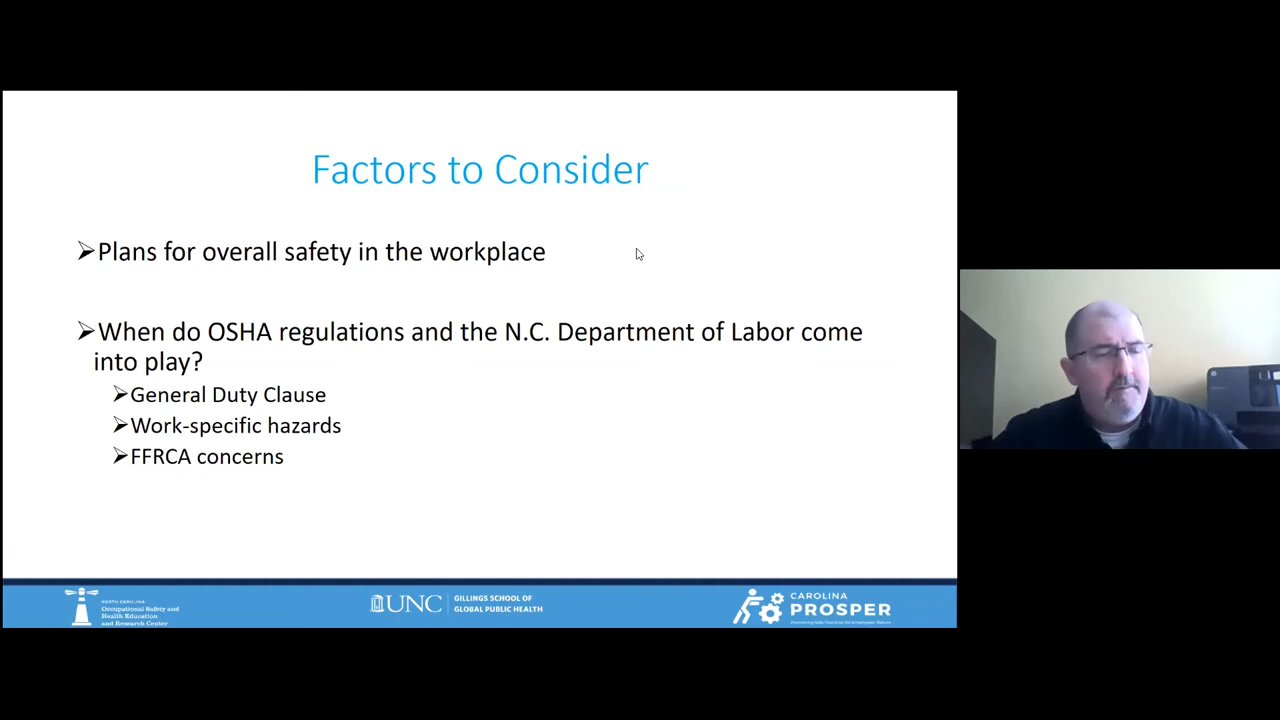 Factors to Consider
Plans for overall safety in the workplace
When do OSHA regulations and the N.C. Department of Labor come
into play?
General Duty Clause
Work-specific hazards
FFRCA concerns
NORTH CAROLINA
Occupational Safety and
Health Education
and Research Center
UNC
GILLINGS SCHOOL OF
GLOBAL PUBLIC HEALTH
CAROLINA
PROSPER